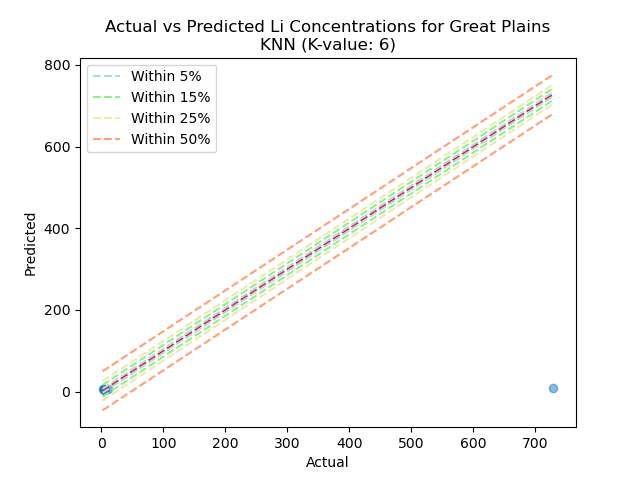 Actual vs Predicted Li Concentrations for Great Plains
KNN (K-value: 6)
Within 5%
Within 15%
Within 25%
Within 50%
800
600
400
200
0
Predicted
0 100 200 300 400 500 600 700
Actual